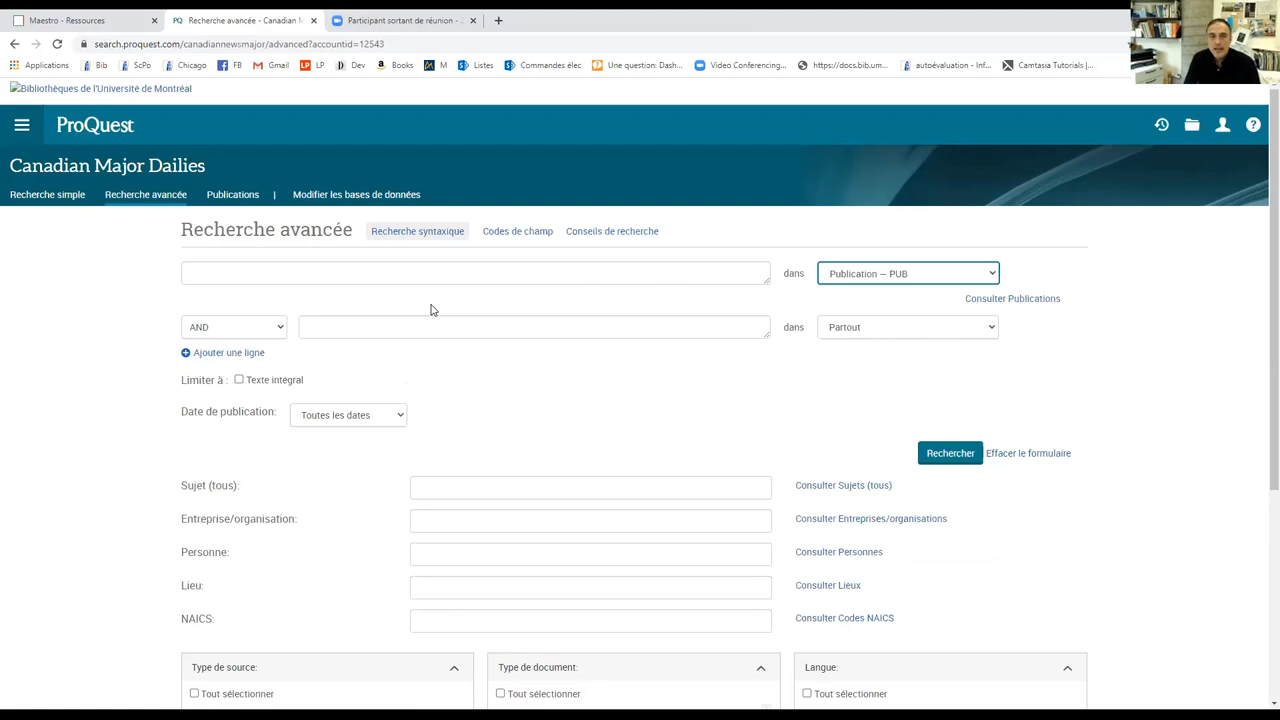 Maestro - Ressources
PQ Recherche avancée - Canadian M
Participant sortant de réunion - 
search.proquest.com/canadiannewsmajor/advanced?accountid=12543
Applications Bib ScPo Chicago FB Gmail LP LP Dev Books M Listes Commandes élec Une question: Dash... Video Conferencing... https://docs.bib.um... autoévaluation - Inf... Camtasia Tutorials |...
Bibliothèques de l'Université de Montréal
ProQuest
Canadian Major Dailies
Recherche simple Recherche avancée Publications | Modifier les bases de données
Recherche avancée Recherche syntaxique Codes de champ Conseils de recherche
dans Publication — PUB
Consulter Publications
AND dans Partout
Ajouter une ligne
Limiter à : Texte intégral
Date de publication: Toutes les dates
Rechercher Effacer le formulaire
Sujet (tous): Consulter Sujets (tous)
Entreprise/organisation: Consulter Entreprises/organisations
Personne: Consulter Personnes
Lieu: Consulter Lieux
NAICS: Consulter Codes NAICS
Type de source: Type de document: Langue:
Tout sélectionner Tout sélectionner Tout sélectionner